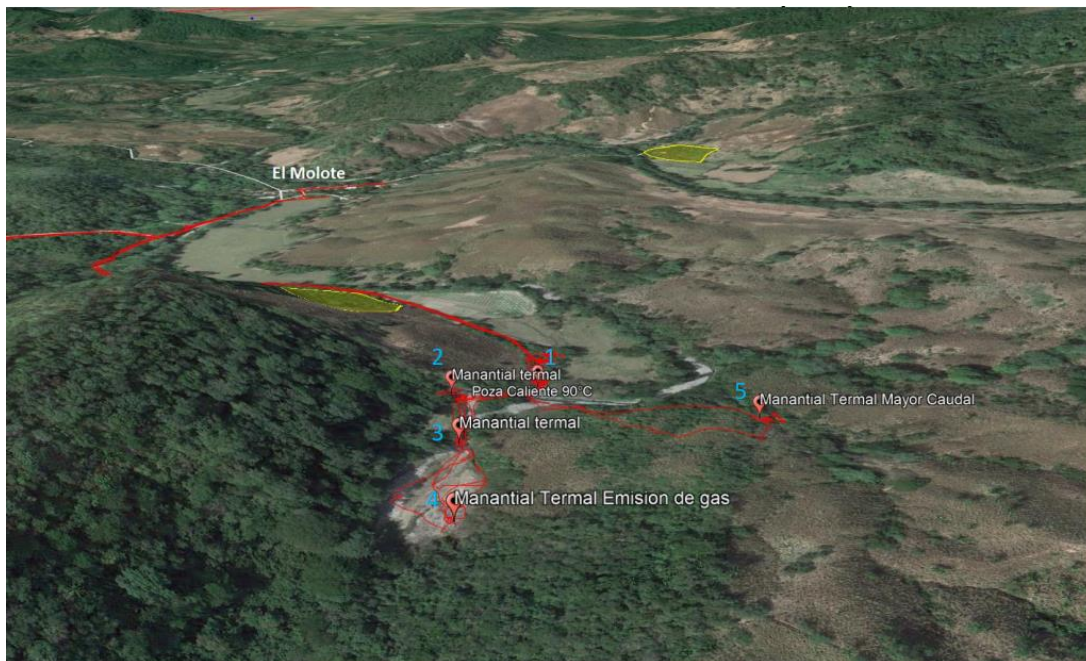 El Molote
1
2
Manantial termal
Poza Caliente 90°C
5
Manantial Termal Mayor Caudal
3
Manantial termal
4
Manantial Termal Emision de gas